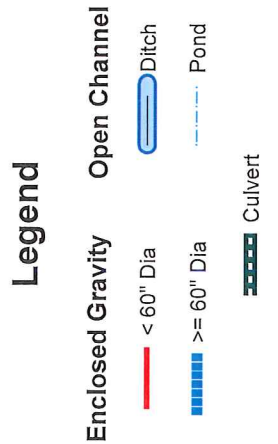 Legend
Enclosed Gravity
< 60" Dia
>= 60" Dia
Culvert
Open Channel
Ditch
Pond